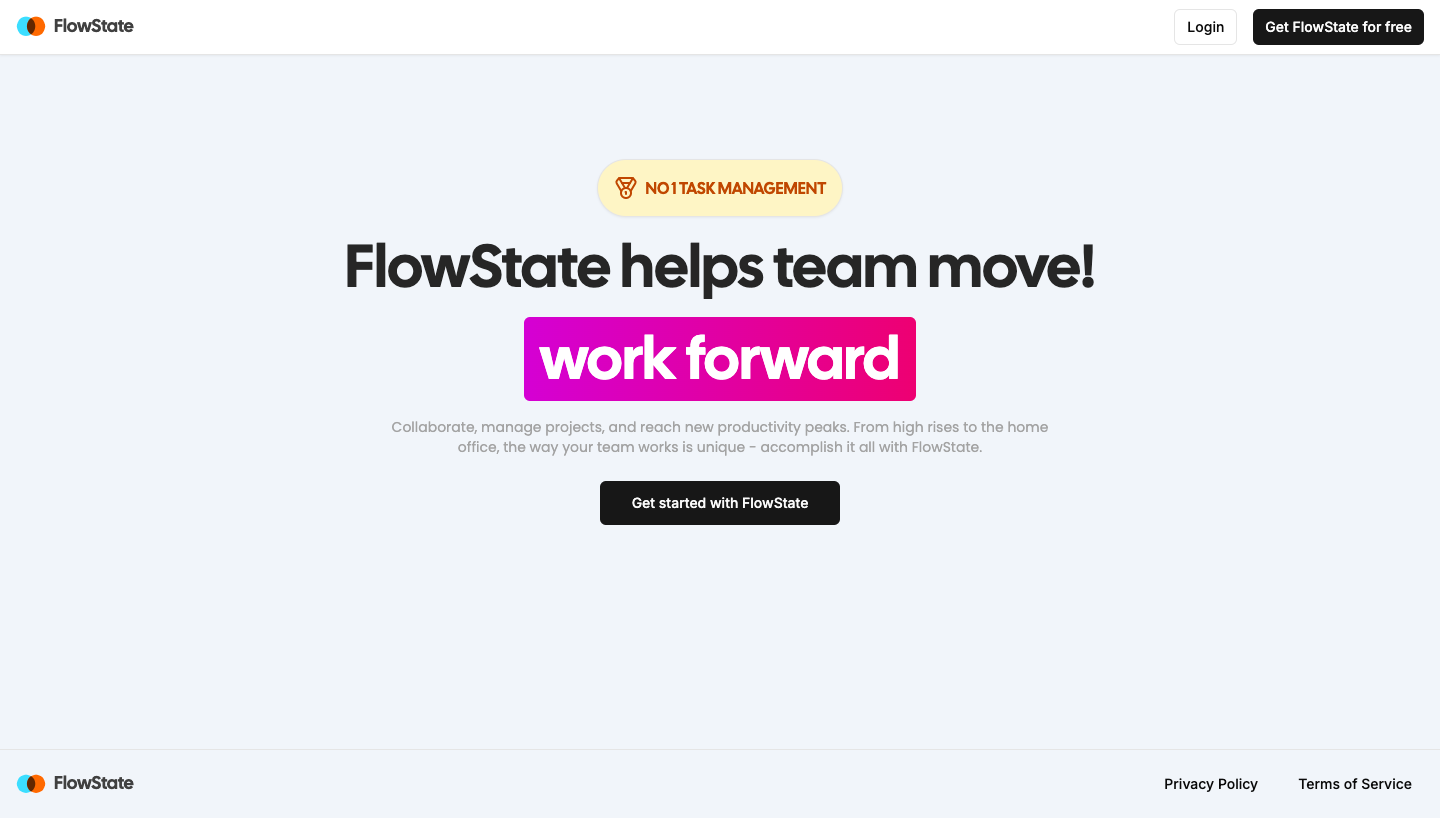 FlowState
Login
Get FlowState for free
NO 1 TASK MANAGEMENT
FlowState helps team move!
work forward
Collaborate, manage projects, and reach new productivity peaks. From high rises to the home
office, the way your team works is unique - accomplish it all with FlowState.
Get started with FlowState
FlowState
Privacy Policy
Terms of Service